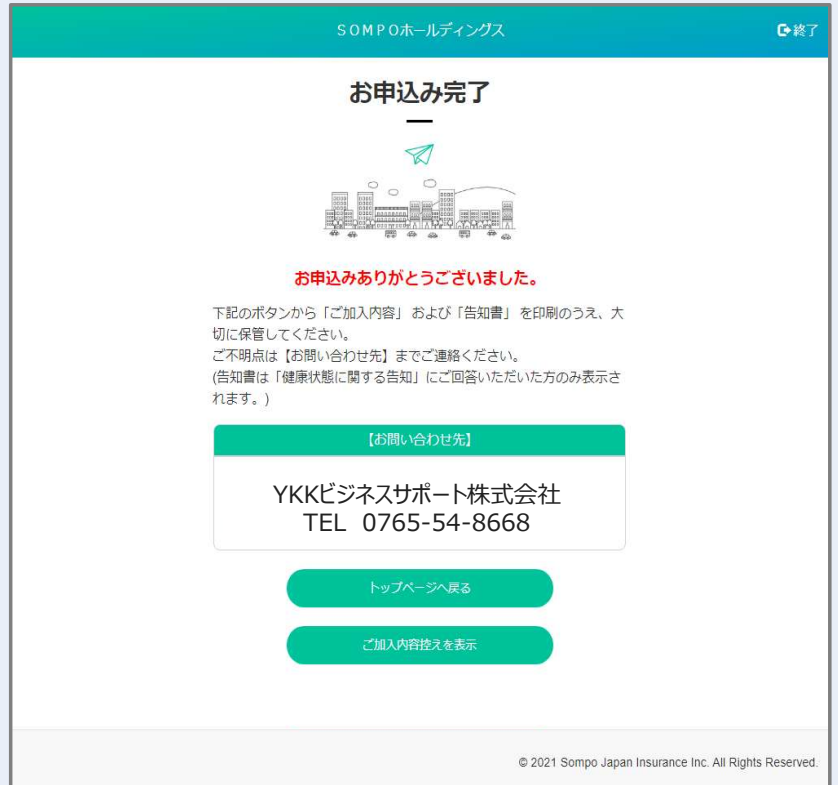 SOMPOホールディングス
終了
お申込み完了
お申込みありがとうございました。
下記のボタンから「ご加入内容」 および「告知書」 を印刷のうえ、大
切に保管してください。
ご不明点は【お問い合わせ先】までご連絡ください。
(告知書は「健康状態に関する告知」にご回答いただいた方のみ表示さ
れます。)
【お問い合わせ先】
YKKビジネスサポート株式会社
TEL 0765-54-8668
トップページへ戻る
ご加入内容控えを表示
© 2021 Sompo Japan Insurance Inc. All Rights Reserved.